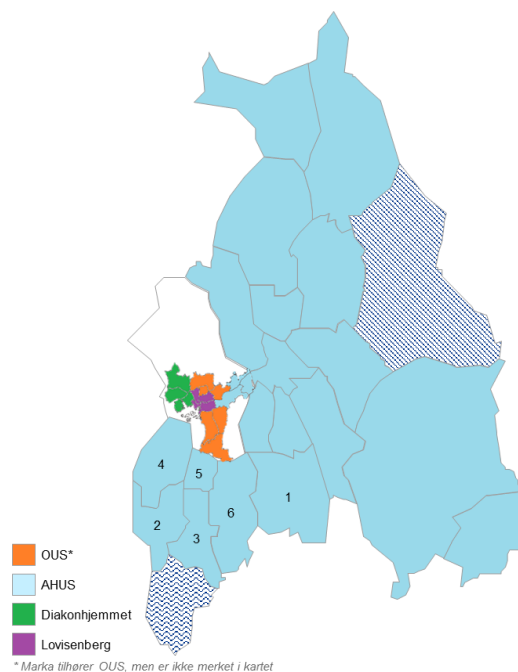 4
5
1
6
2
3
OUS*
AHUS
Diakonhjemmet
Lovisenberg
* Marka tilhører OUS, men er ikke merket i kartet